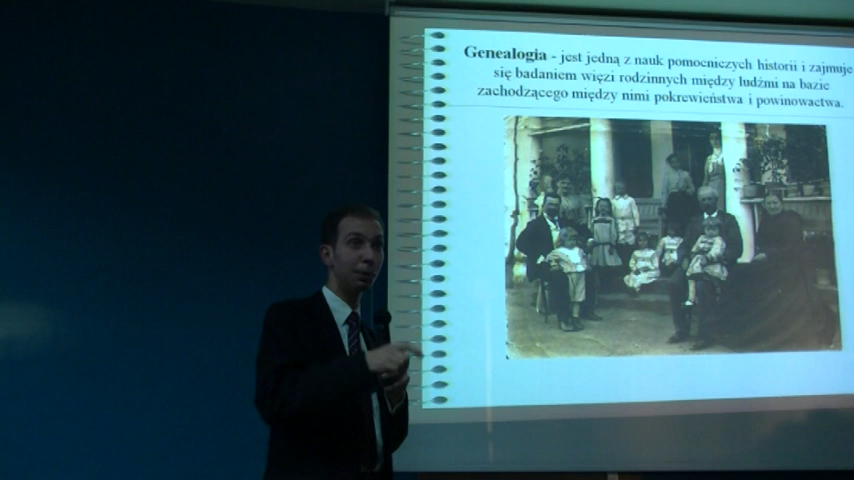 Genealogia - jest jedną z nauk pomocniczych historii i zajmuje
się badaniem więzi rodzinnych między ludźmi na bazie
zachodzącego między nimi pokrewieństwa i powinowactwa.